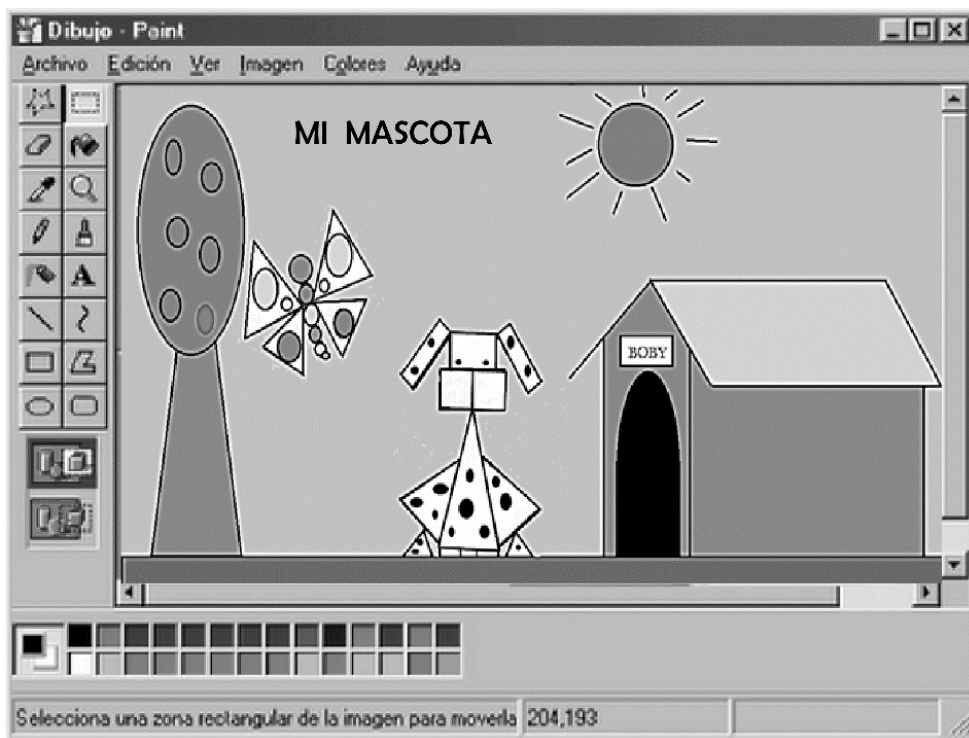 Dibujo - Paint
Archivo Edición Ver Imagen Colores Ayuda
A
MI MASCOTA
BOBY
Selecciona una zona rectangular de la imagen para moverla 204,193